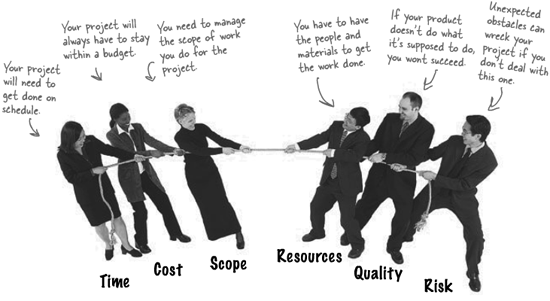 Your project
will need to
get done on
schedule.
Your project will
always have to stay
within a budget.
You need to manage
the scope of work
you do for the
project.
You have to have
the people and
materials to get
the work done.
If your product
doesn't do what
it's supposed to do,
you wont succeed.
Unexpected
obstacles can
wreck your
project if you
don't deal with
this one.
Time
Cost
Scope
Resources
Quality
Risk